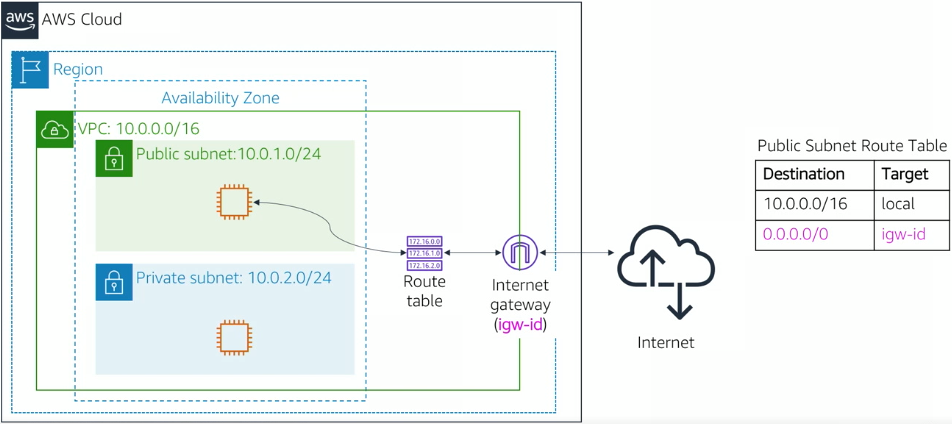 aws
AWS Cloud
Region
Availability Zone
VPC: 10.0.0.0/16
Public subnet:10.0.1.0/24
Private subnet: 10.0.2.0/24
172.16.0.0
172.16.1.0
172.16.2.0
Route
table
Internet
gateway
(igw-id)
Internet
Public Subnet Route Table
Destination Target
10.0.0.0/16 local
0.0.0.0/0 igw-id